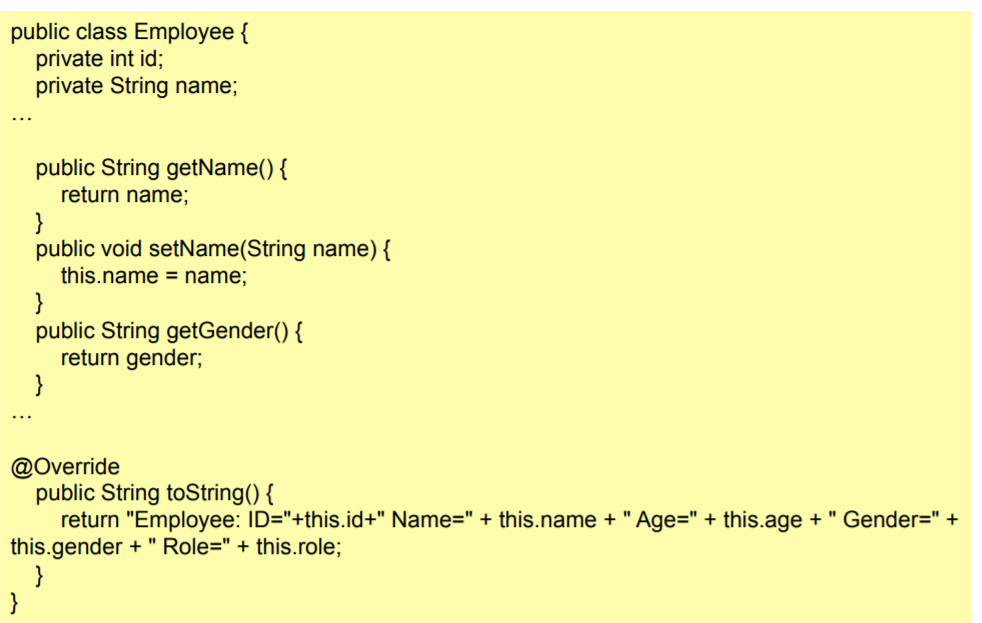 public class Employee {
private int id;
private String name;
…
public String getName() {
return name;
}
public void setName(String name) {
this.name = name;
}
public String getGender() {
return gender;
}
…
@Override
public String toString() {
return "Employee: ID="+this.id+" Name=" + this.name + " Age=" + this.age + " Gender=" +
this.gender + " Role=" + this.role;
}
}